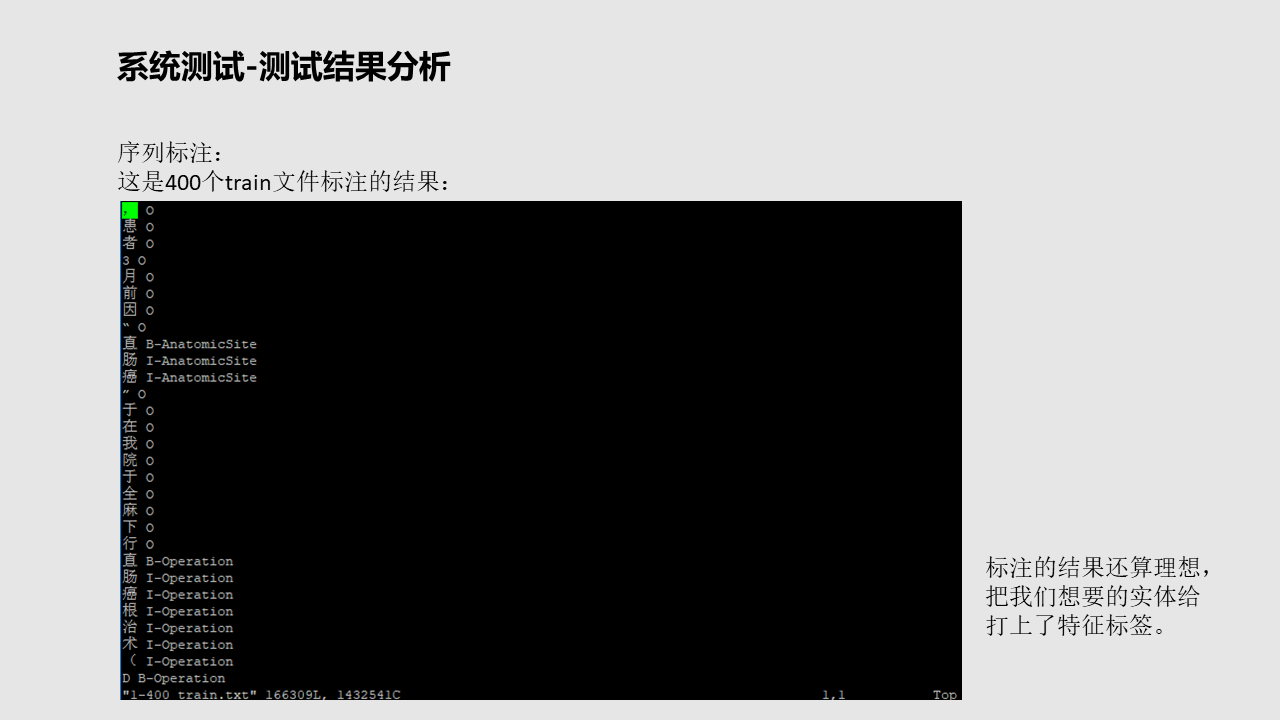 系统测试-测试结果分析
序列标注：
这是400个train文件标注的结果：
， O
患 O
者 O
3 O
月 O
前 O
因 O
“ O
直 B-AnatomicSite
肠 I-AnatomicSite
癌 I-AnatomicSite
” O
于 O
在 O
我 O
院 O
于 O
全 O
麻 O
下 O
行 O
直 B-Operation
肠 I-Operation
癌 I-Operation
根 I-Operation
治 I-Operation
术 I-Operation
（ I-Operation
D B-Operation
"1-400_train.txt" 166309L, 1432541C 1,1 Top
标注的结果还算理想，
把我们想要的实体给
打上了特征标签。